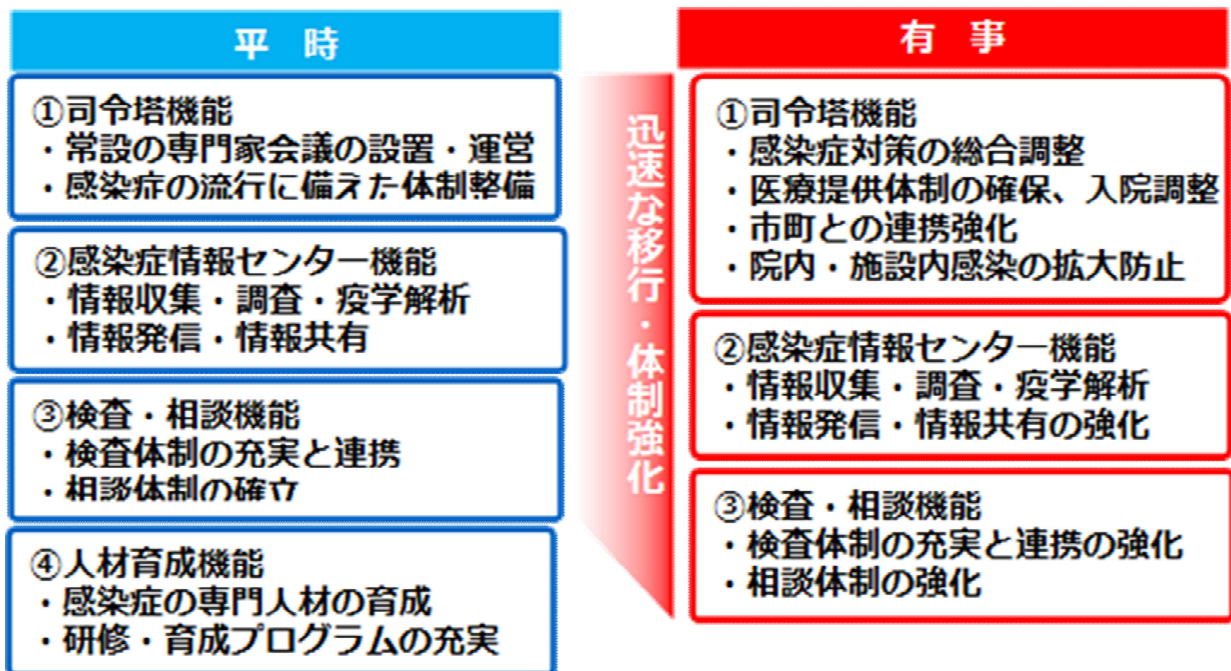 平 時
①司令塔機能
・常設の専門家会議の設置・運営
・感染症の流行に備えた体制整備
②感染症情報センター機能
・情報収集・調査・疫学解析
・情報発信・情報共有
③検査・相談機能
・検査体制の充実と連携
・相談体制の確立
④人材育成機能
・感染症の専門人材の育成
・研修・育成プログラムの充実
迅速な移行・体制強化
有 事
①司令塔機能
・感染症対策の総合調整
・医療提供体制の確保、入院調整
・市町との連携強化
・院内・施設内感染の拡大防止
②感染症情報センター機能
・情報収集・調査・疫学解析
・情報発信・情報共有の強化
③検査・相談機能
・検査体制の充実と連携の強化
・相談体制の強化